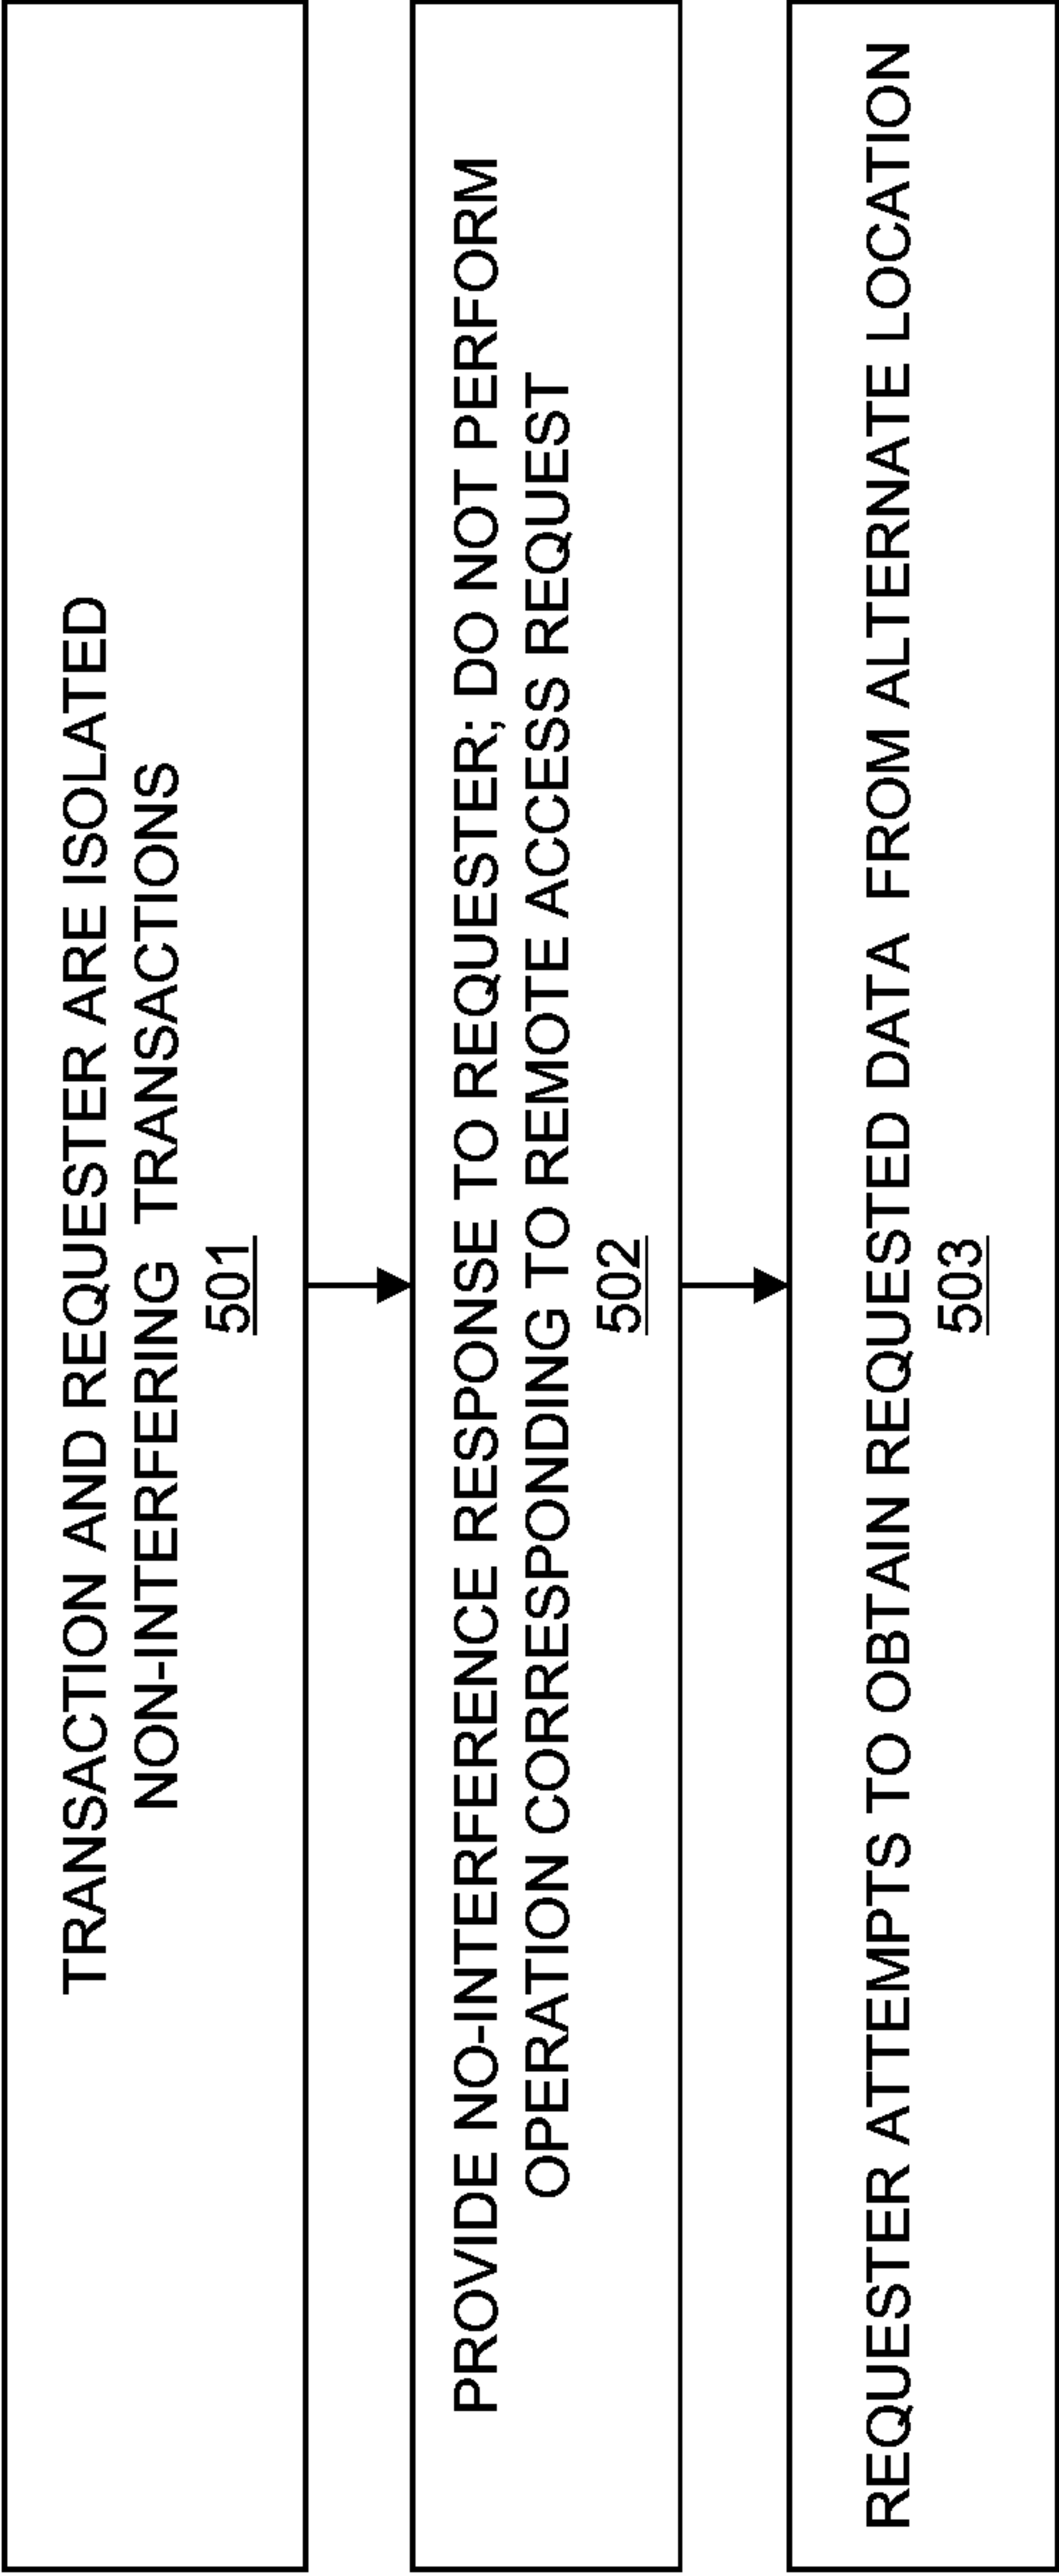 TRANSACTION AND REQUESTER ARE ISOLATED
NON-INTERFERING TRANSACTIONS
501
PROVIDE NO-INTERFERENCE RESPONSE TO REQUESTER; DO NOT PERFORM
OPERATION CORRESPONDING TO REMOTE ACCESS REQUEST
502
REQUESTER ATTEMPTS TO OBTAIN REQUESTED DATA FROM ALTERNATE LOCATION
503